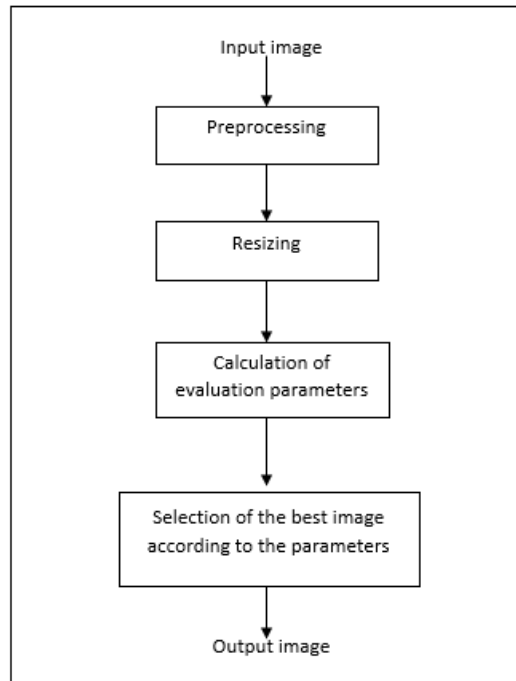 Input image
Preprocessing
Resizing
Calculation of
evaluation parameters
Selection of the best image
according to the parameters
Output image